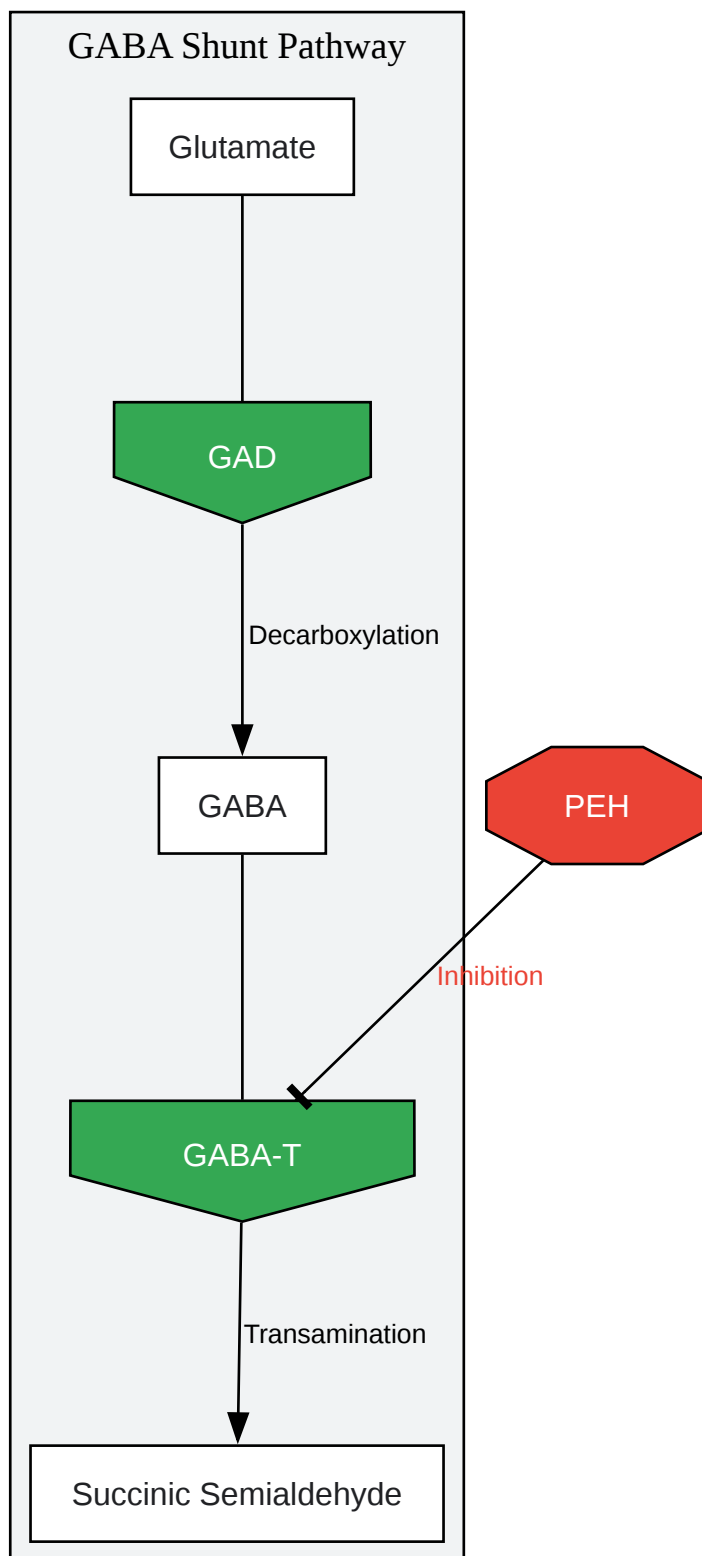 GABA Shunt Pathway
Glutamate
GAD
Decarboxylation
GABA
PEH
Inhibition
GABA-T
Transamination
Succinic Semialdehyde